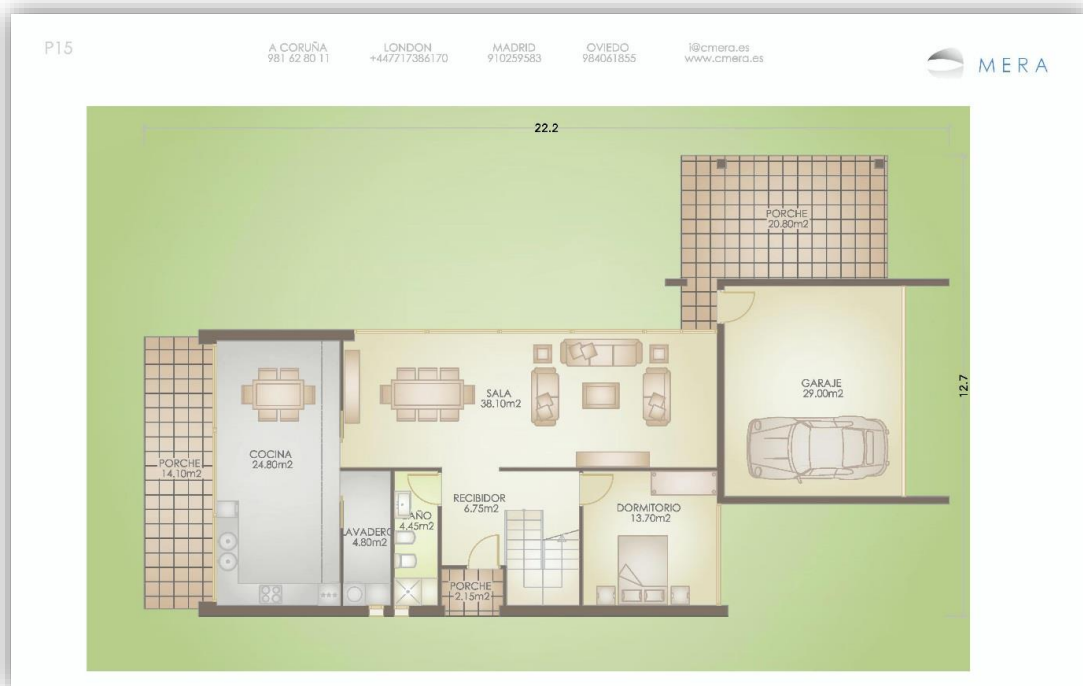 P15
A CORUÑA
981 62 80 11
LONDON
+447717386170
MADRID
910259583
OVIEDO
984061855
i@cmera.es
www.cmera.es
MERA
22.2
PORCHE
20.80m2
12.7
GARAJE
29.00m2
SALA
38.10m2
COCINA
24.80m2
PORCHE
14.10m2
RECIBIDOR
6.75m2
DORMITORIO
13.70m2
BAÑO
4.45m2
LAVADERO
4.80m2
PORCHE
2.15m2